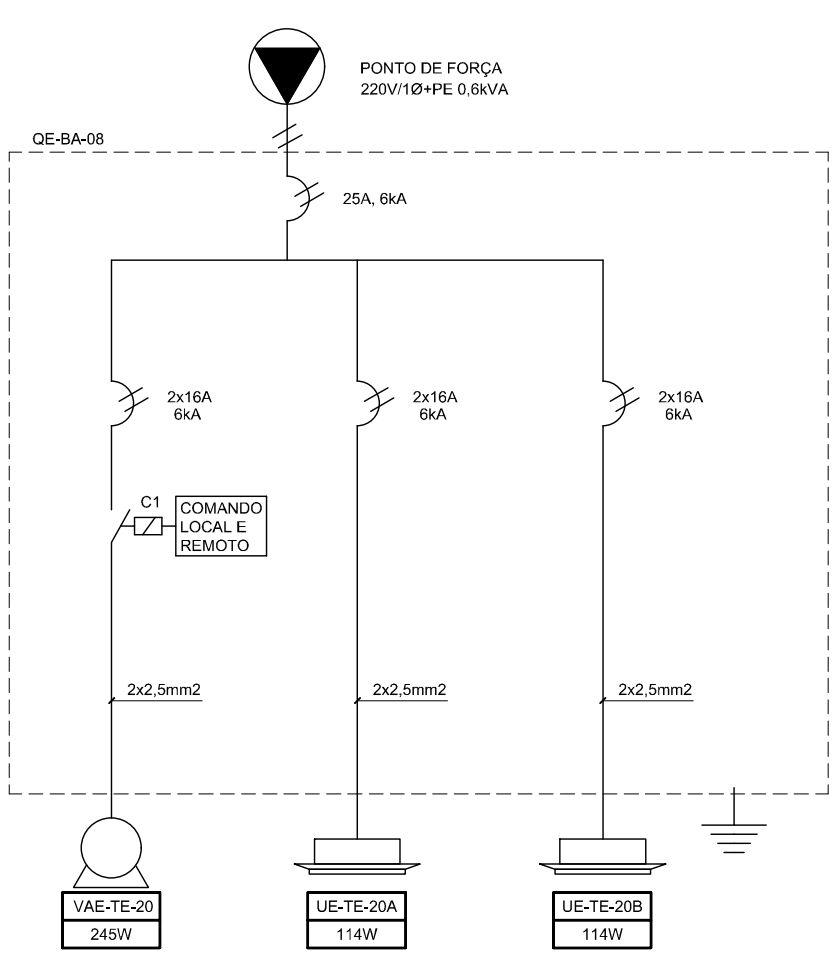 PONTO DE FORÇA
220V/1Ø+PE 0,6kVA
QE-BA-08
25A, 6kA
2x16A
6kA
2x16A
6kA
2x16A
6kA
C1
COMANDO
LOCAL E
REMOTO
2x2,5mm2
2x2,5mm2
2x2,5mm2
VAE-TE-20
245W
UE-TE-20A
114W
UE-TE-20B
114W